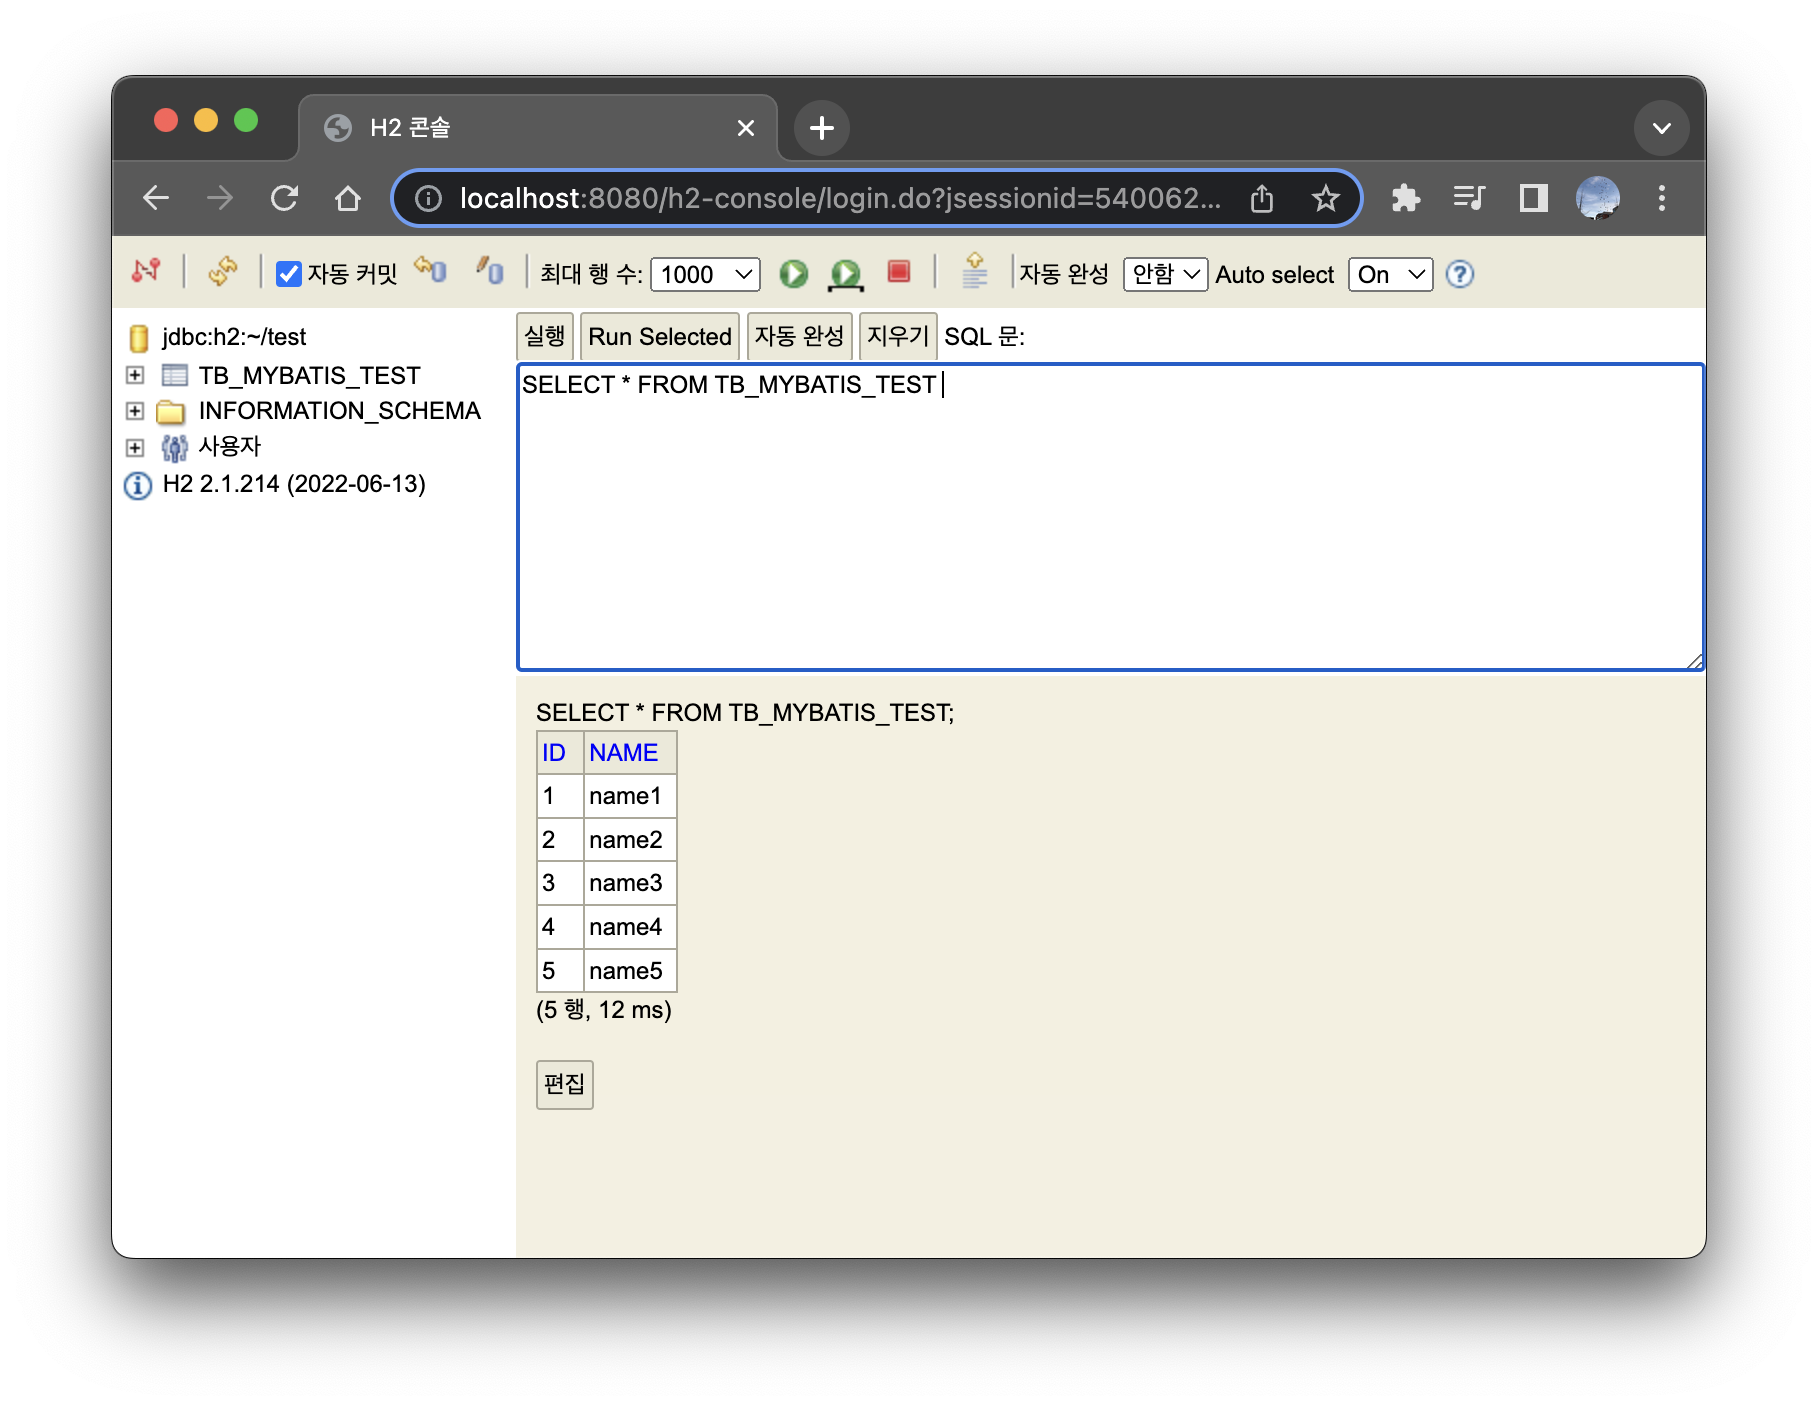 H2 콘솔
localhost:8080/h2-console/login.do?jsessionid=540062...
자동 커밋 최대 행 수: 1000 자동 완성 안함 Auto select On ?
jdbc:h2:~/test
TB_MYBATIS_TEST
INFORMATION_SCHEMA
사용자
H2 2.1.214 (2022-06-13)
실행 Run Selected 자동 완성 지우기 SQL 문:
SELECT * FROM TB_MYBATIS_TEST
SELECT * FROM TB_MYBATIS_TEST;
ID NAME
1 name1
2 name2
3 name3
4 name4
5 name5
(5 행, 12 ms)
편집